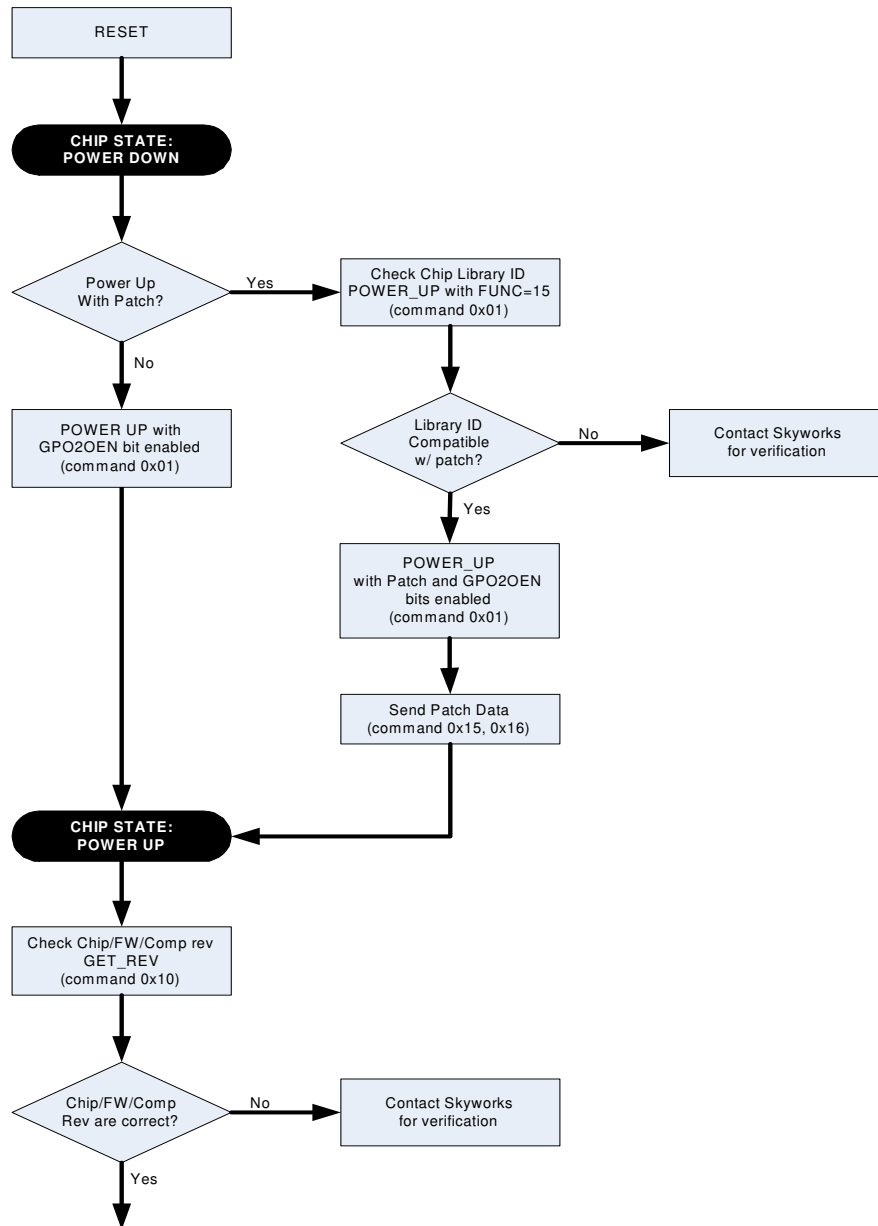 RESET
CHIP STATE:
POWER DOWN
Power Up
With Patch?
Yes
Check Chip Library ID
POWER_UP with FUNC=15
(command 0x01)
No
POWER UP with
GPO2OEN bit enabled
(command 0x01)
Library ID
Compatible
w/ patch?
No
Contact Skyworks
for verification
Yes
POWER_UP
with Patch and GPO2OEN
bits enabled
(command 0x01)
Send Patch Data
(command 0x15, 0x16)
CHIP STATE:
POWER UP
Check Chip/FW/Comp rev
GET_REV
(command 0x10)
Chip/FW/Comp
Rev are correct?
No
Contact Skyworks
for verification
Yes